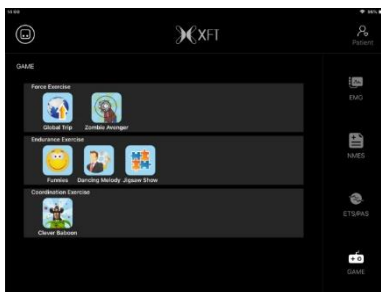 XFT
Patient
GAME
Force Exercise
Global Trip Zombie Avenger
Endurance Exercise
Funnies Dancing Melody Jigsaw Show
Coordination Exercise
Clever Baboon
EMG
NMES
ETS/PAS
GAME